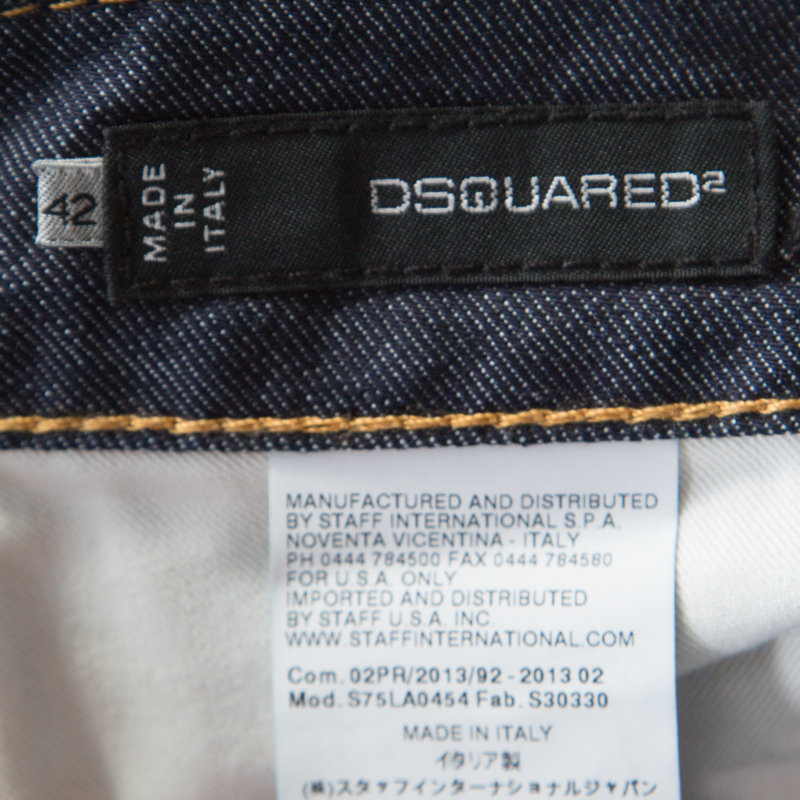 42
MADE
IN
ITALY
DSQUARED2
MANUFACTURED AND DISTRIBUTED
BY STAFF INTERNATIONAL S.P.A.
NOVENTA VICENTINA - ITALY
PH 0444 784500 FAX 0444 784580
FOR U.S.A. ONLY
IMPORTED AND DISTRIBUTED
BY STAFF U.S.A. INC.
WWW.STAFFINTERNATIONAL.COM
Com. 02PR/2013/92 - 2013 02
Mod. S75LA0454 Fab. S30330
MADE IN ITALY
イタリア製
(株)スタッフインターナショナルジャパン